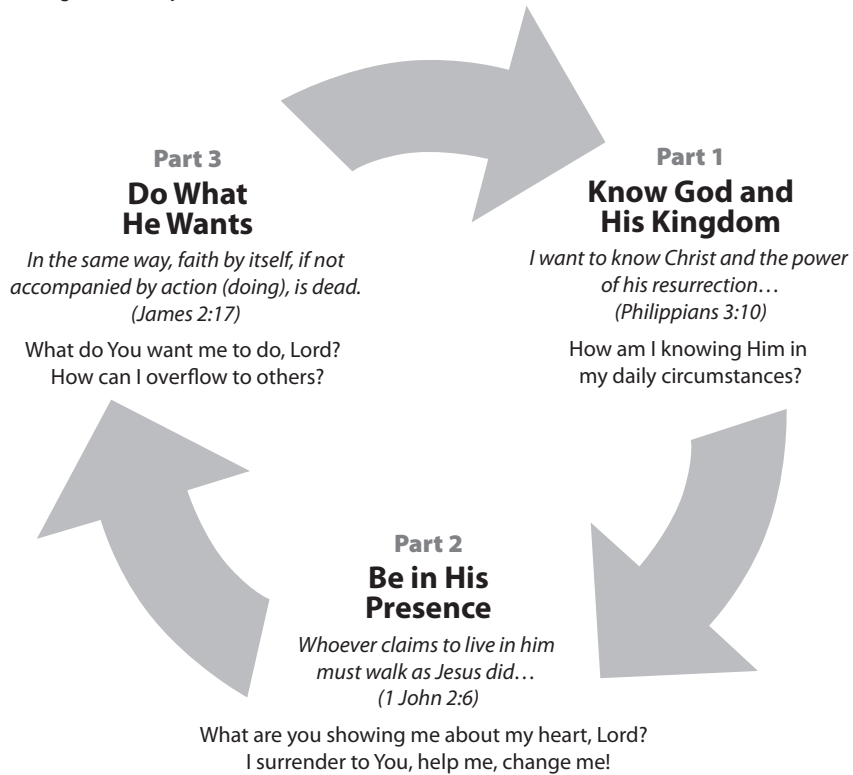 Part 1
Know God and
His Kingdom
I want to know Christ and the power
of his resurrection…
(Philippians 3:10)
How am I knowing Him in
my daily circumstances?
Part 2
Be in His
Presence
Whoever claims to live in him
must walk as Jesus did…
(1 John 2:6)
What are you showing me about my heart, Lord?
I surrender to You, help me, change me!
Part 3
Do What
He Wants
In the same way, faith by itself, if not
accompanied by action (doing), is dead.
(James 2:17)
What do You want me to do, Lord?
How can I overflow to others?